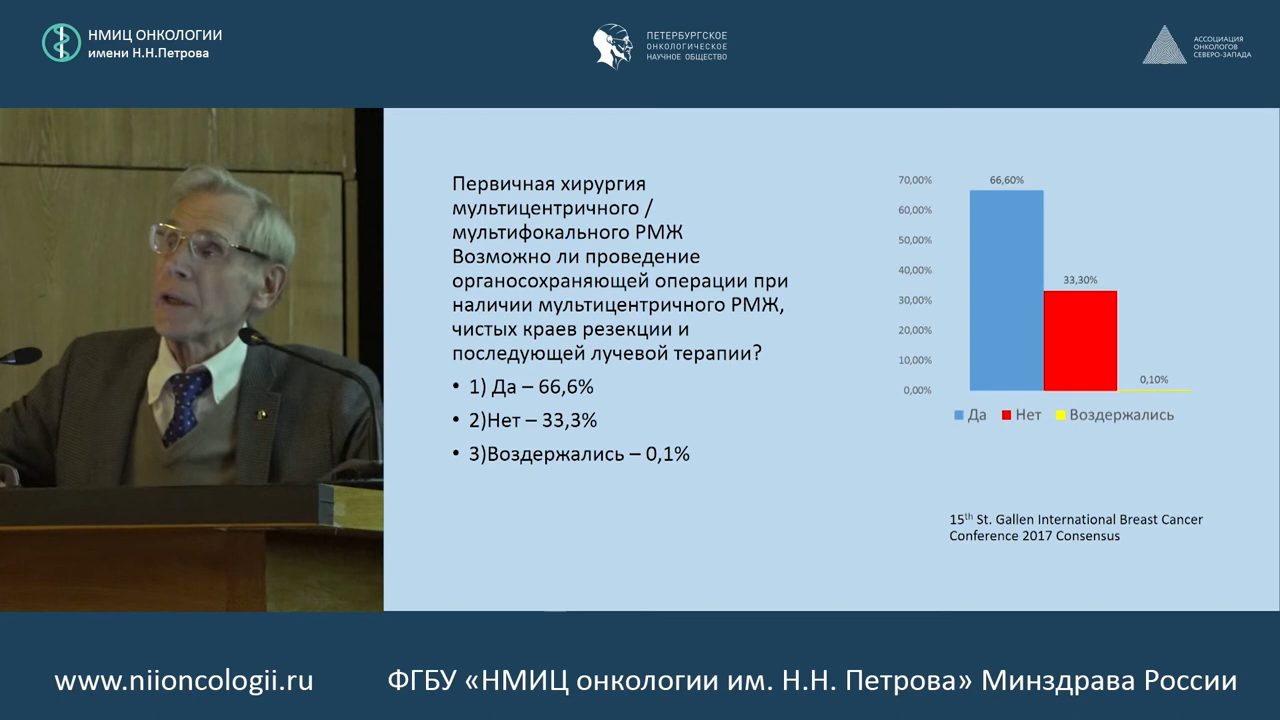 НМИЦ ОНКОЛОГИИ
имени Н.Н.Петрова
ПЕТЕРБУРГСКОЕ
ОНКОЛОГИЧЕСКОЕ
НАУЧНОЕ ОБЩЕСТВО
АССОЦИАЦИЯ
ОНКОЛОГОВ
СЕВЕРО-ЗАПАДА
Первичная хирургия
мультицентричного /
мультифокального РМЖ
Возможно ли проведение
органосохраняющей операции при
наличии мультицентричного РМЖ,
чистых краев резекции и
последующей лучевой терапии?
• 1) Да – 66,6%
• 2)Нет – 33,3%
• 3)Воздержались – 0,1%
70,00%
60,00%
50,00%
40,00%
30,00%
20,00%
10,00%
0,00%
66,60%
33,30%
0,10%
Да Нет Воздержались
15th St. Gallen International Breast Cancer
Conference 2017 Consensus
www.niioncologii.ru
ФГБУ «НМИЦ онкологии им. Н.Н. Петрова» Минздрава России